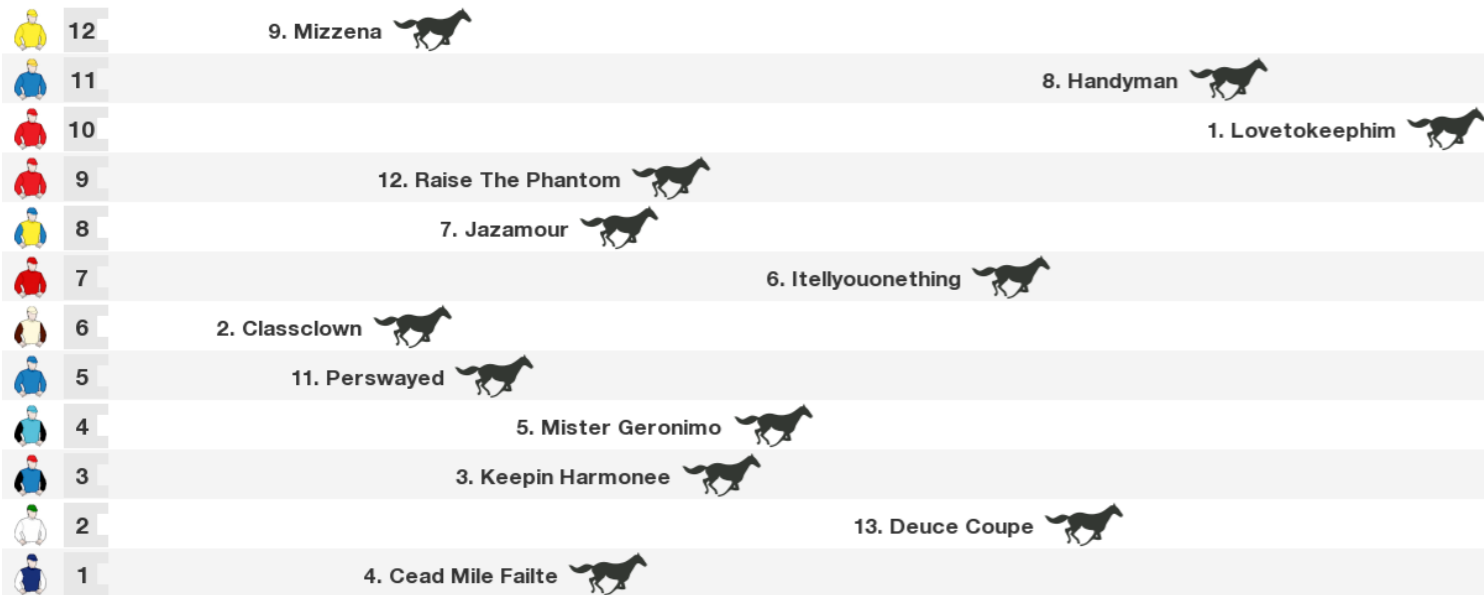 12 9. Mizzena
11 8. Handyman
10 1. Lovetokeephim
9 12. Raise The Phantom
8 7. Jazamour
7 6. Itellyouonething
6 2. Classclown
5 11. Perswayed
4 5. Mister Geronimo
3 3. Keepin Harmonee
2 13. Deuce Coupe
1 4. Cead Mile Failte